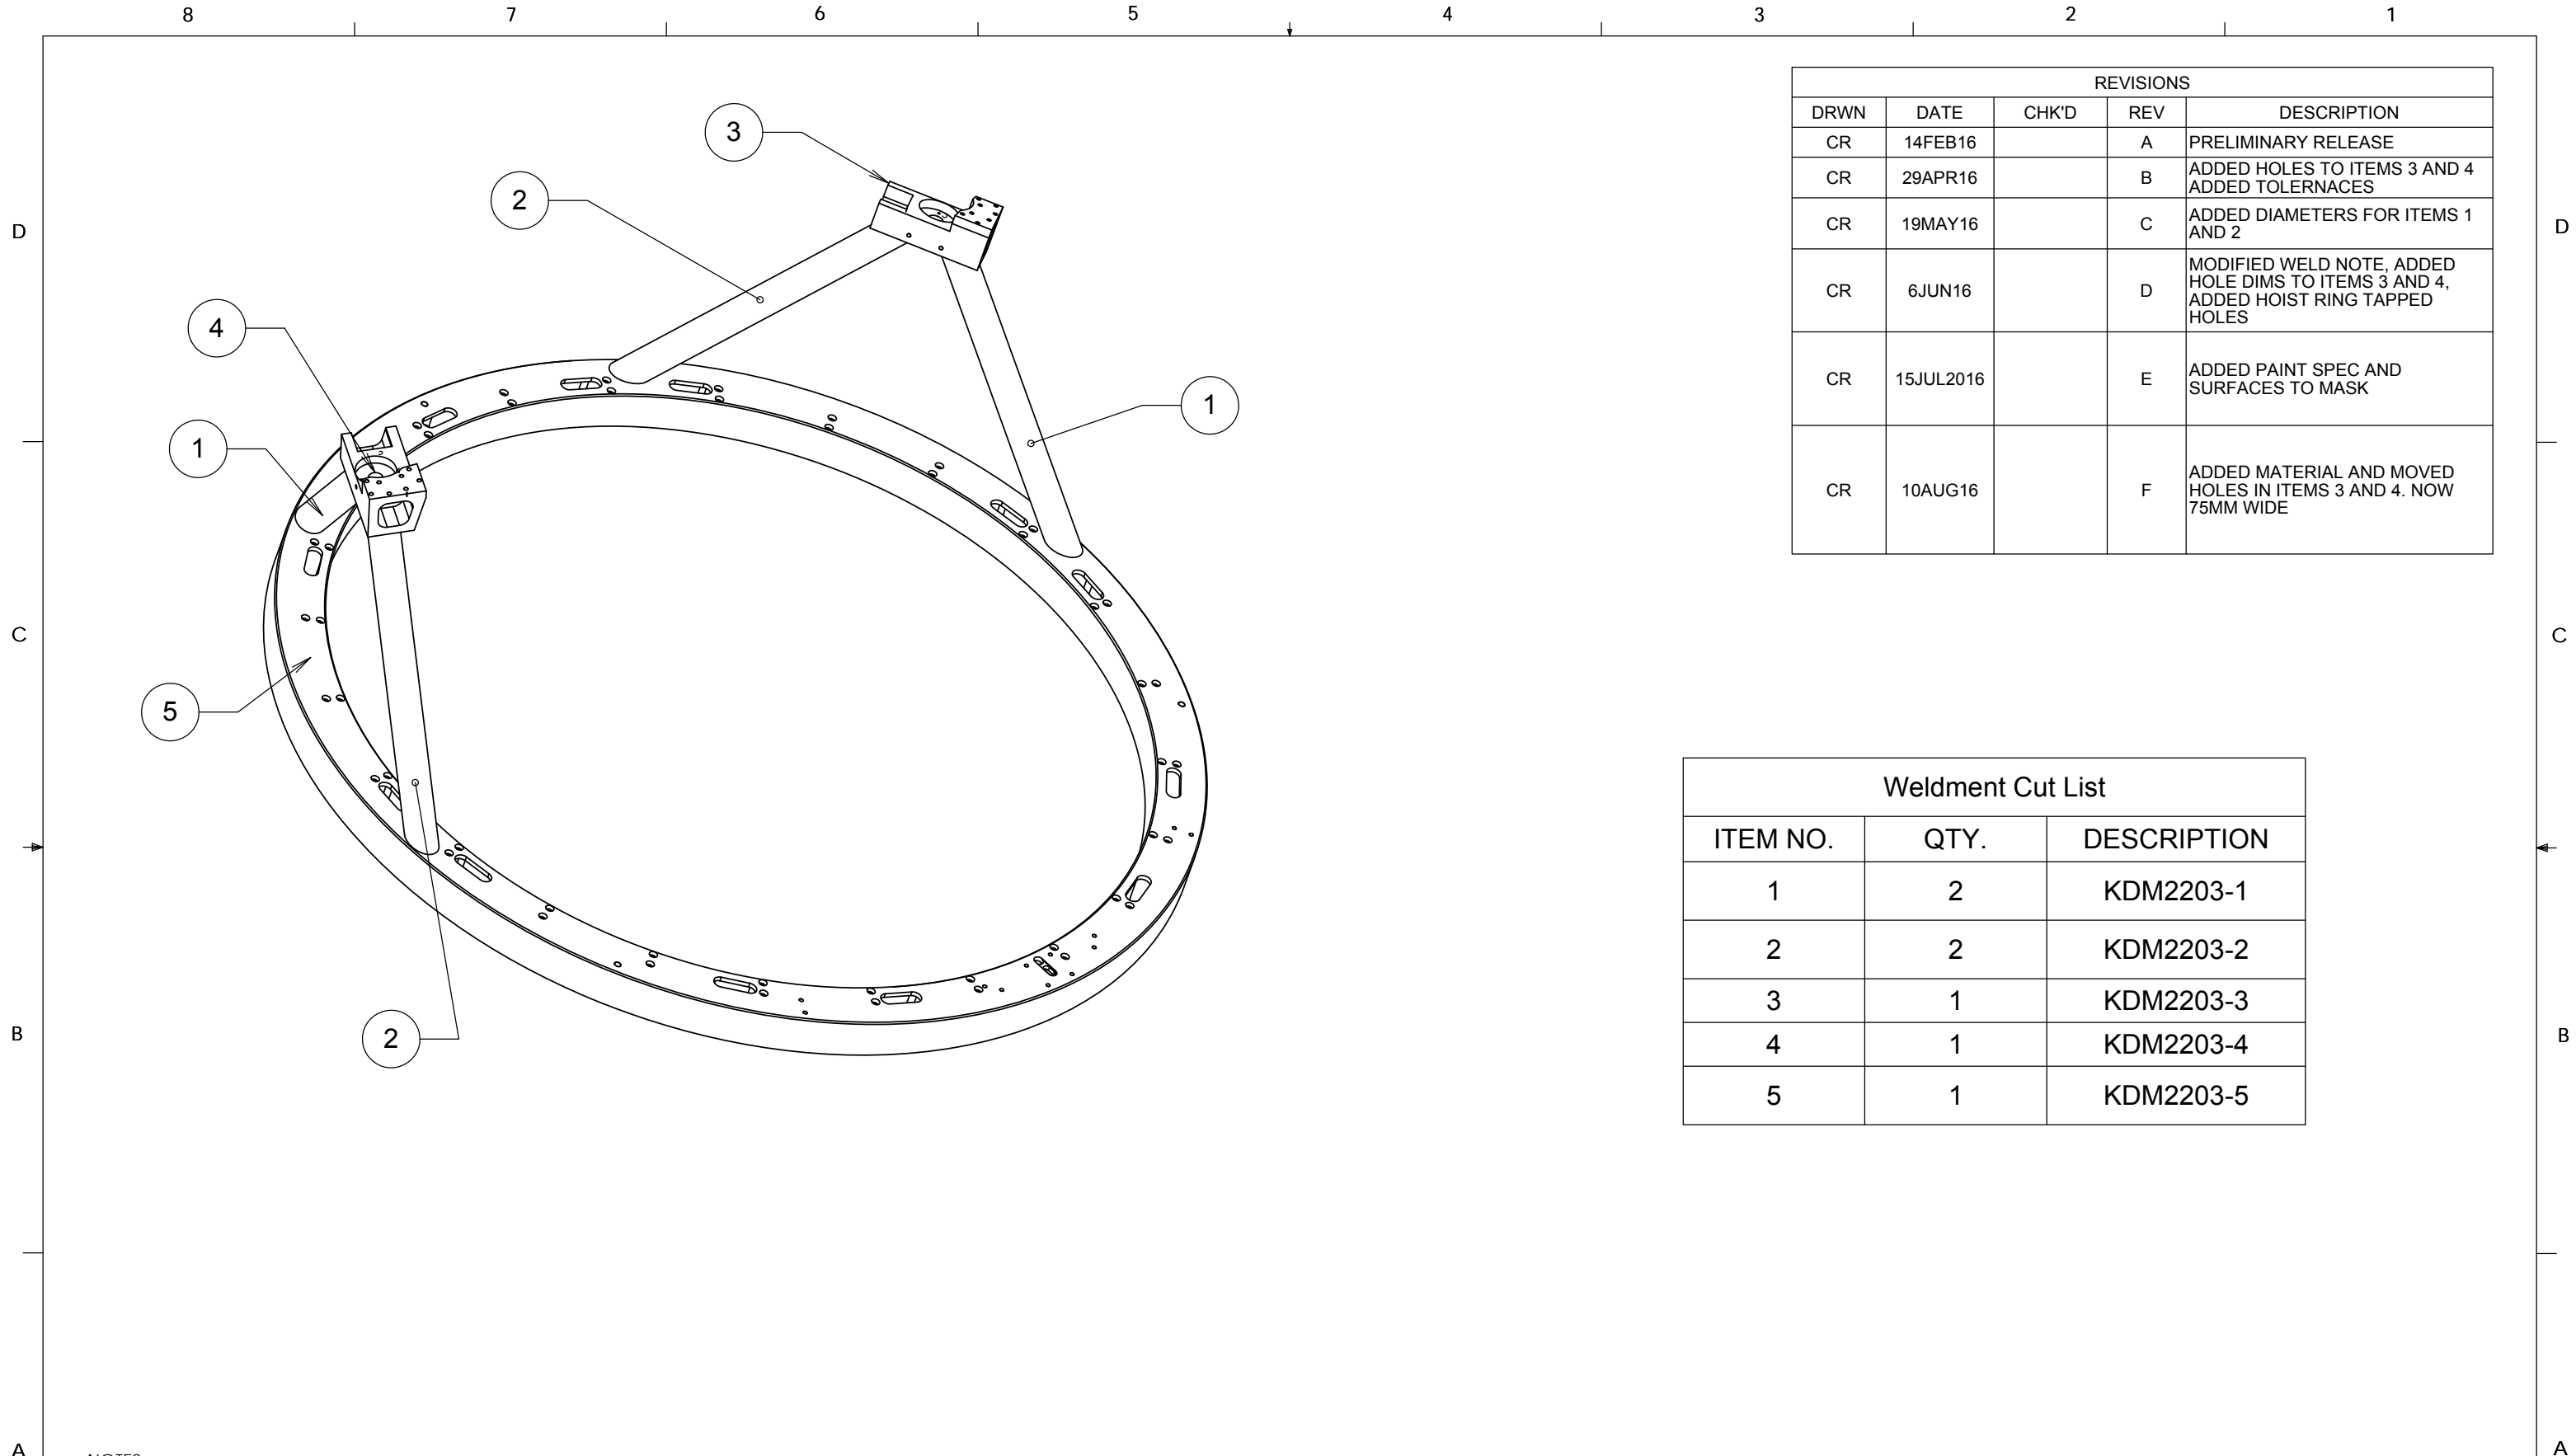 8 7 6 5 4 3 2 1
REVISIONS
DRWN DATE CHK'D REV DESCRIPTION
CR 14FEB16 A PRELIMINARY RELEASE
CR 29APR16 B ADDED HOLES TO ITEMS 3 AND 4
ADDED TOLERNACES
CR 19MAY16 C ADDED DIAMETERS FOR ITEMS 1
AND 2
CR 6JUN16 D MODIFIED WELD NOTE, ADDED
HOLE DIMS TO ITEMS 3 AND 4,
ADDED HOIST RING TAPPED
HOLES
CR 15JUL2016 E ADDED PAINT SPEC AND
SURFACES TO MASK
CR 10AUG16 F ADDED MATERIAL AND MOVED
HOLES IN ITEMS 3 AND 4. NOW
75MM WIDE
3
2
4
1
1
5
2
D D
C C
B B
A A
Weldment Cut List
ITEM NO. QTY. DESCRIPTION
1 2 KDM2203-1
2 2 KDM2203-2
3 1 KDM2203-3
4 1 KDM2203-4
5 1 KDM2203-5